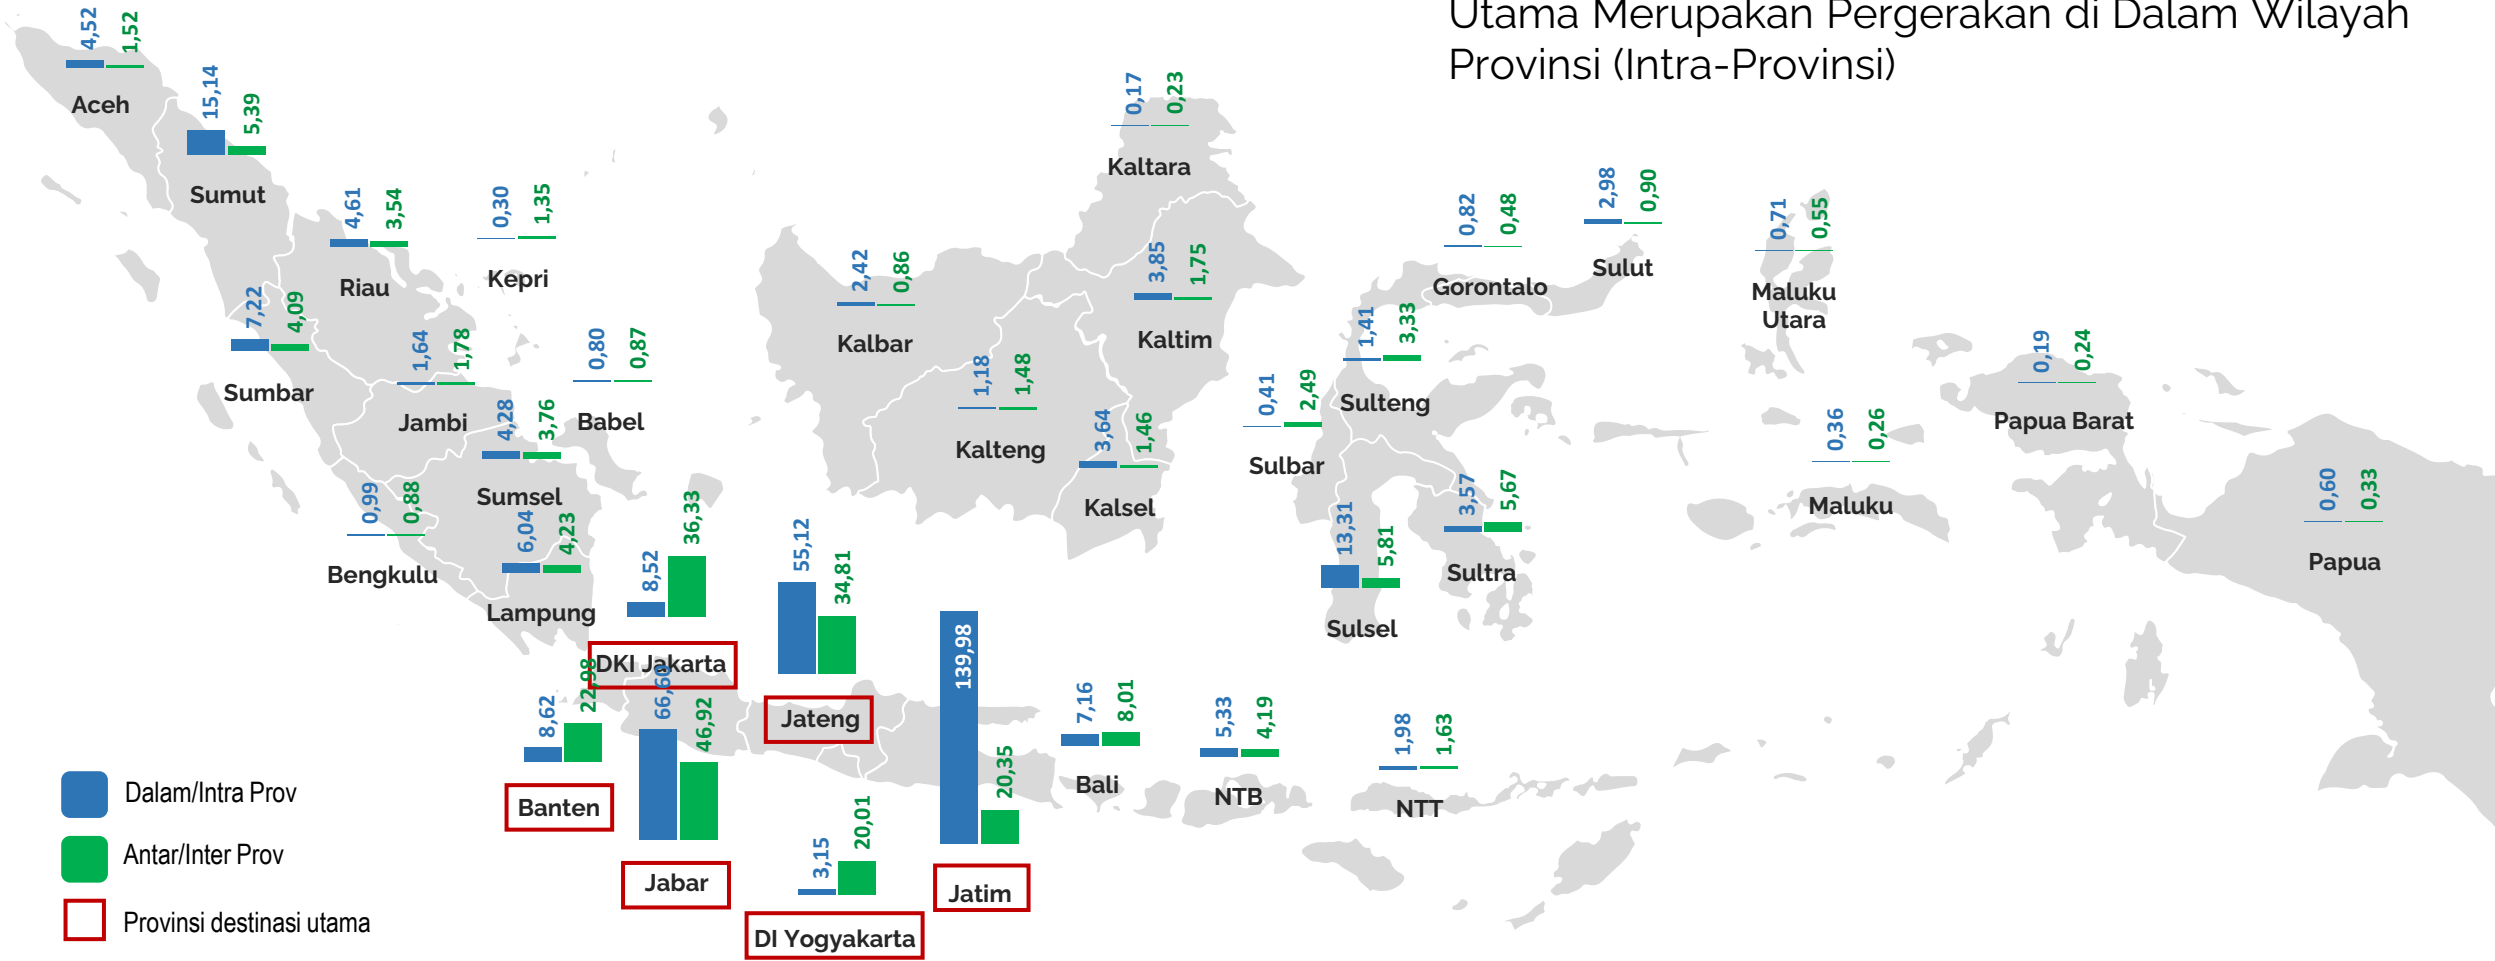 Utama Merupakan Pergerakan di Dalam Wilayah
Provinsi (Intra-Provinsi)
4,52 1,52
Aceh
15,14 5,39
Sumut
4,61 3,54
Riau
0,30 1,35
Kepri
7,22 4,09
Sumbar
1,64 1,78
Jambi
0,80 0,87
Babel
4,28 3,76
Sumsel
0,99 0,88
Bengkulu
6,04 4,23
Lampung
8,52 36,33
DKI Jakarta
8,62 22,98
Banten
66,60 46,92
Jabar
55,12 34,81
Jateng
3,15 20,01
DI Yogyakarta
139,98 20,35
Jatim
7,16 8,01
Bali
5,33 4,19
NTB
1,98 1,63
NTT
2,42 0,86
Kalbar
1,18 1,48
Kalteng
3,64 1,46
Kalsel
3,85 1,75
Kaltim
0,17 0,23
Kaltara
0,82 0,48
Gorontalo
2,98 0,90
Sulut
1,41 3,33
Sulteng
0,41 2,49
Sulbar
13,31 5,81
Sulsel
3,57 5,67
Sultra
0,71 0,55
Maluku
Utara
0,36 0,26
Maluku
0,19 0,24
Papua Barat
0,60 0,33
Papua
Dalam/Intra Prov
Antar/Inter Prov
Provinsi destinasi utama